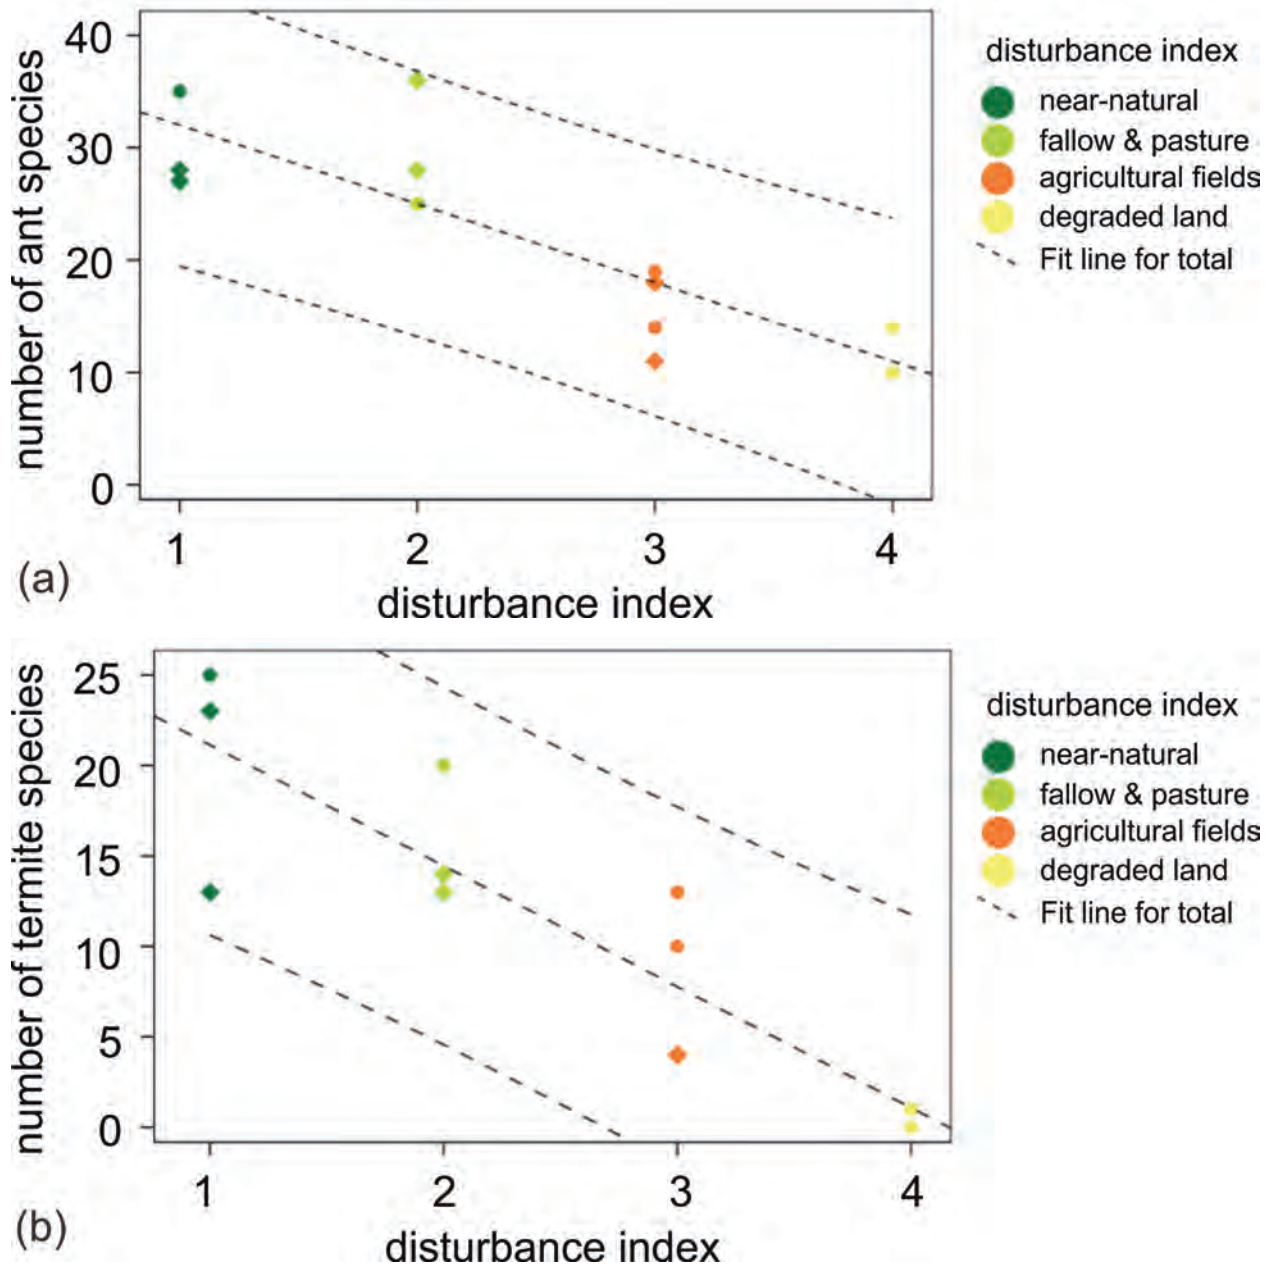 number of ant species
40
30
20
10
0
1 2 3 4
disturbance index
(a)
disturbance index
near-natural
fallow & pasture
agricultural fields
degraded land
Fit line for total
number of termite species
25
20
15
10
5
0
1 2 3 4
disturbance index
(b)
disturbance index
near-natural
fallow & pasture
agricultural fields
degraded land
Fit line for total